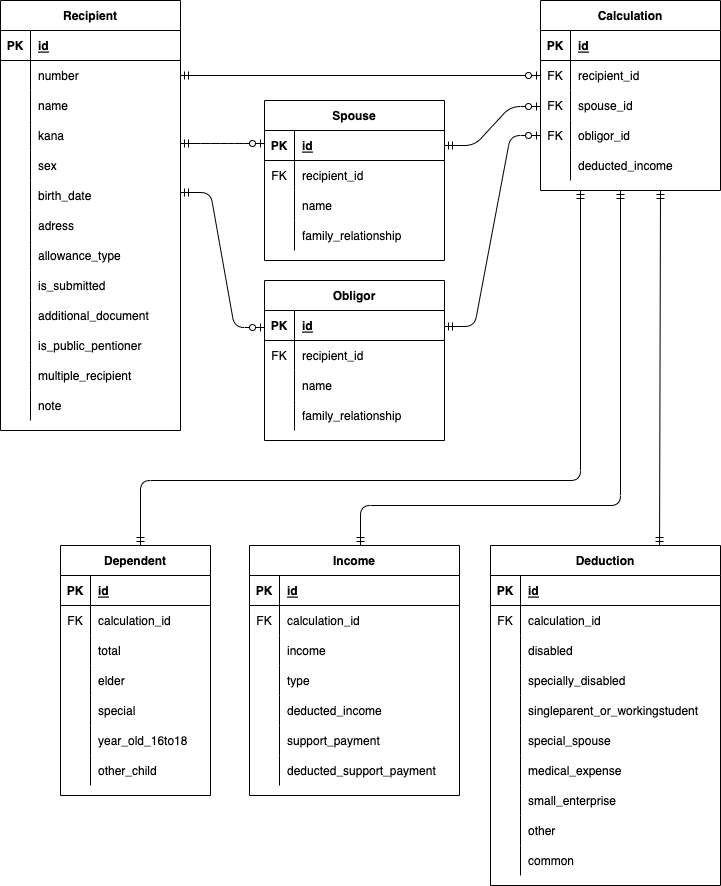 Recipient
PK id
number
name
kana
sex
birth_date
adress
allowance_type
is_submitted
additional_document
is_public_pentioner
multiple_recipient
note
Spouse
PK id
FK recipient_id
name
family_relationship
Obligor
PK id
FK recipient_id
name
family_relationship
Calculation
PK id
FK recipient_id
FK spouse_id
FK obligor_id
deducted_income
Dependent
PK id
FK calculation_id
total
elder
special
year_old_16to18
other_child
Income
PK id
FK calculation_id
income
type
deducted_income
support_payment
deducted_support_payment
Deduction
PK id
FK calculation_id
disabled
specially_disabled
singleparent_or_workingstudent
special_spouse
medical_expense
small_enterprise
other
common